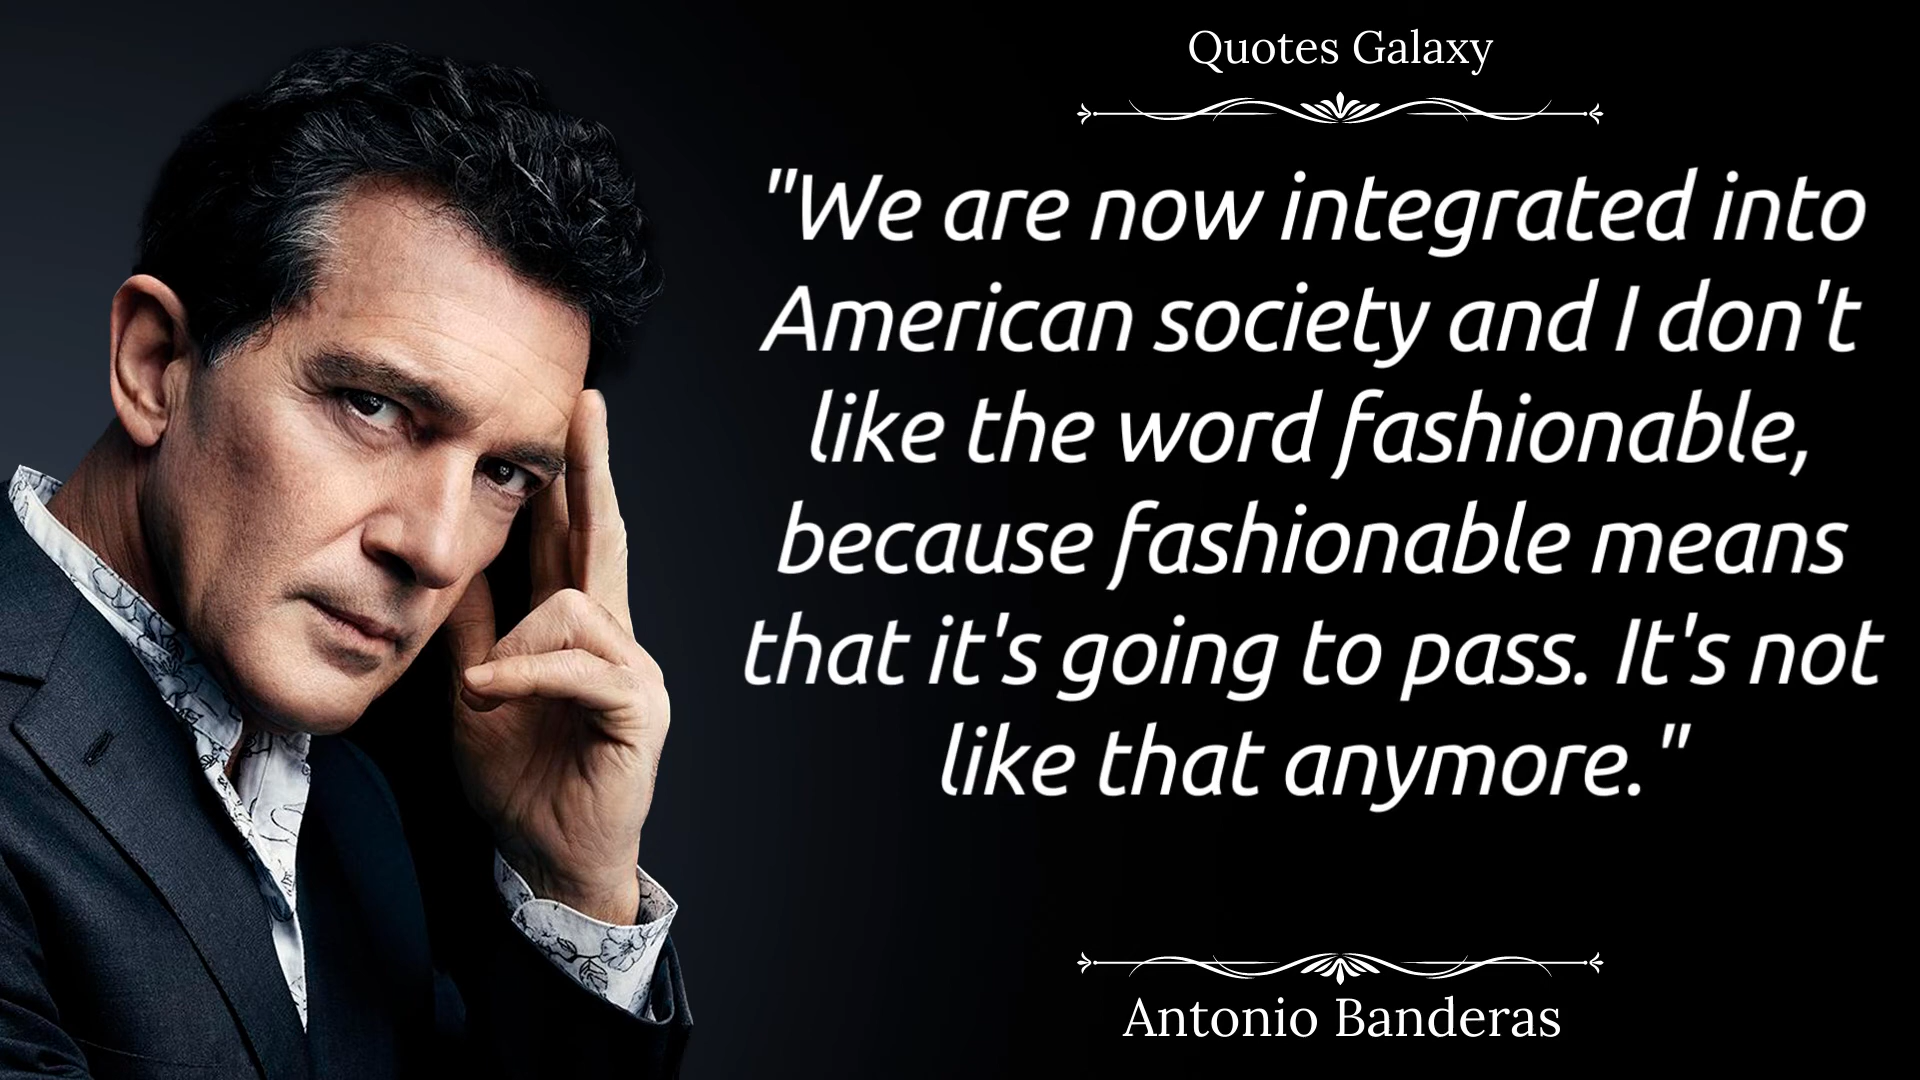 Quotes Galaxy
"We are now integrated into
American society and I don't
like the word fashionable,
because fashionable means
that it's going to pass. It's not
like that anymore."
Antonio Banderas